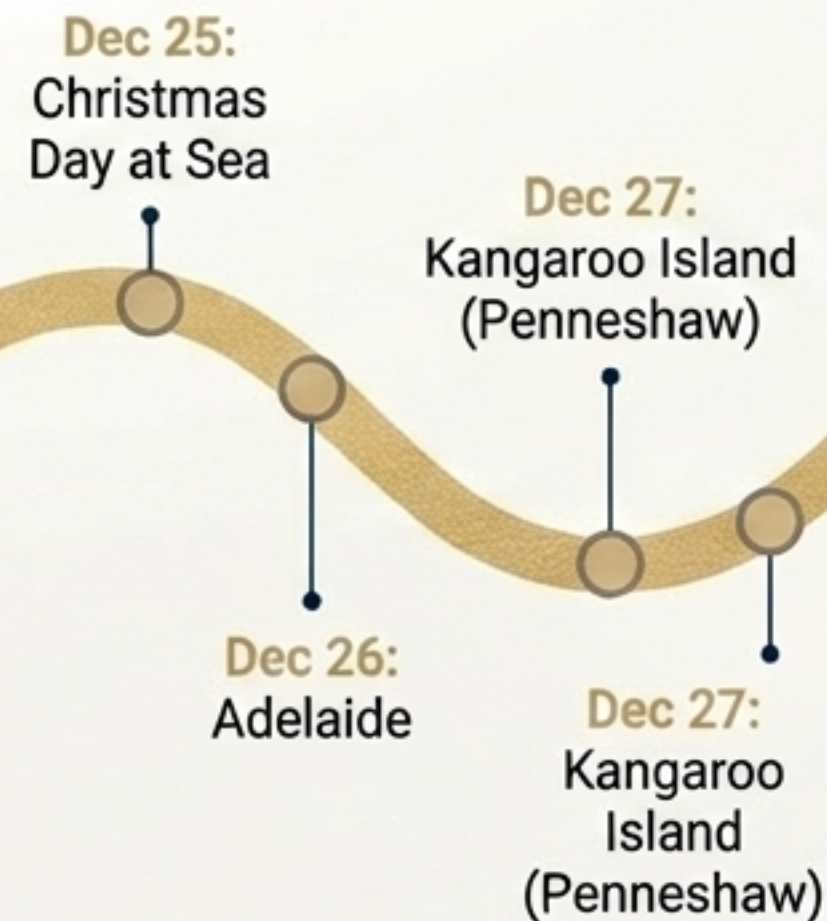 Dec 25:
Christmas
Day at Sea
Dec 26:
Adelaide
Dec 27:
Kangaroo Island
(Penneshaw)
Dec 27:
Kangaroo
Island
(Penneshaw)